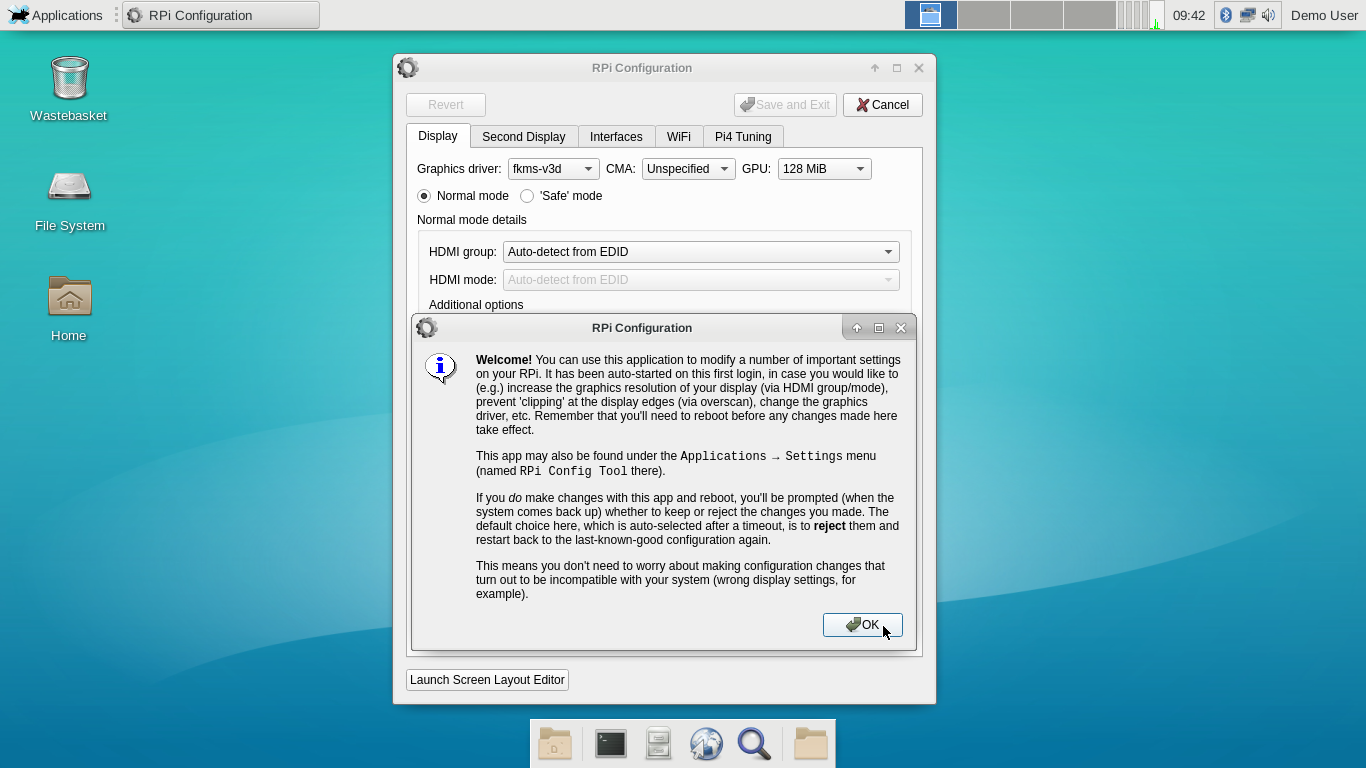 Applications
RPi Configuration
09:42
Demo User
Wastebasket
File System
Home
RPi Configuration
Revert
Save and Exit
Cancel
Display
Second Display
Interfaces
WiFi
Pi4 Tuning
Graphics driver: fkms-v3d CMA: Unspecified GPU: 128 MiB
Normal mode 'Safe' mode
Normal mode details
HDMI group: Auto-detect from EDID
HDMI mode: Auto-detect from EDID
Additional options
RPi Configuration
Welcome! You can use this application to modify a number of important settings
on your RPi. It has been auto-started on this first login, in case you would like to
(e.g.) increase the graphics resolution of your display (via HDMI group/mode),
prevent 'clipping' at the display edges (via overscan), change the graphics
driver, etc. Remember that you'll need to reboot before any changes made here
take effect.
This app may also be found under the Applications → Settings menu
(named RPi Config Tool there).
If you do make changes with this app and reboot, you'll be prompted (when the
system comes back up) whether to keep or reject the changes you made. The
default choice here, which is auto-selected after a timeout, is to reject them and
restart back to the last-known-good configuration again.
This means you don't need to worry about making configuration changes that
turn out to be incompatible with your system (wrong display settings, for
example).
OK
Launch Screen Layout Editor